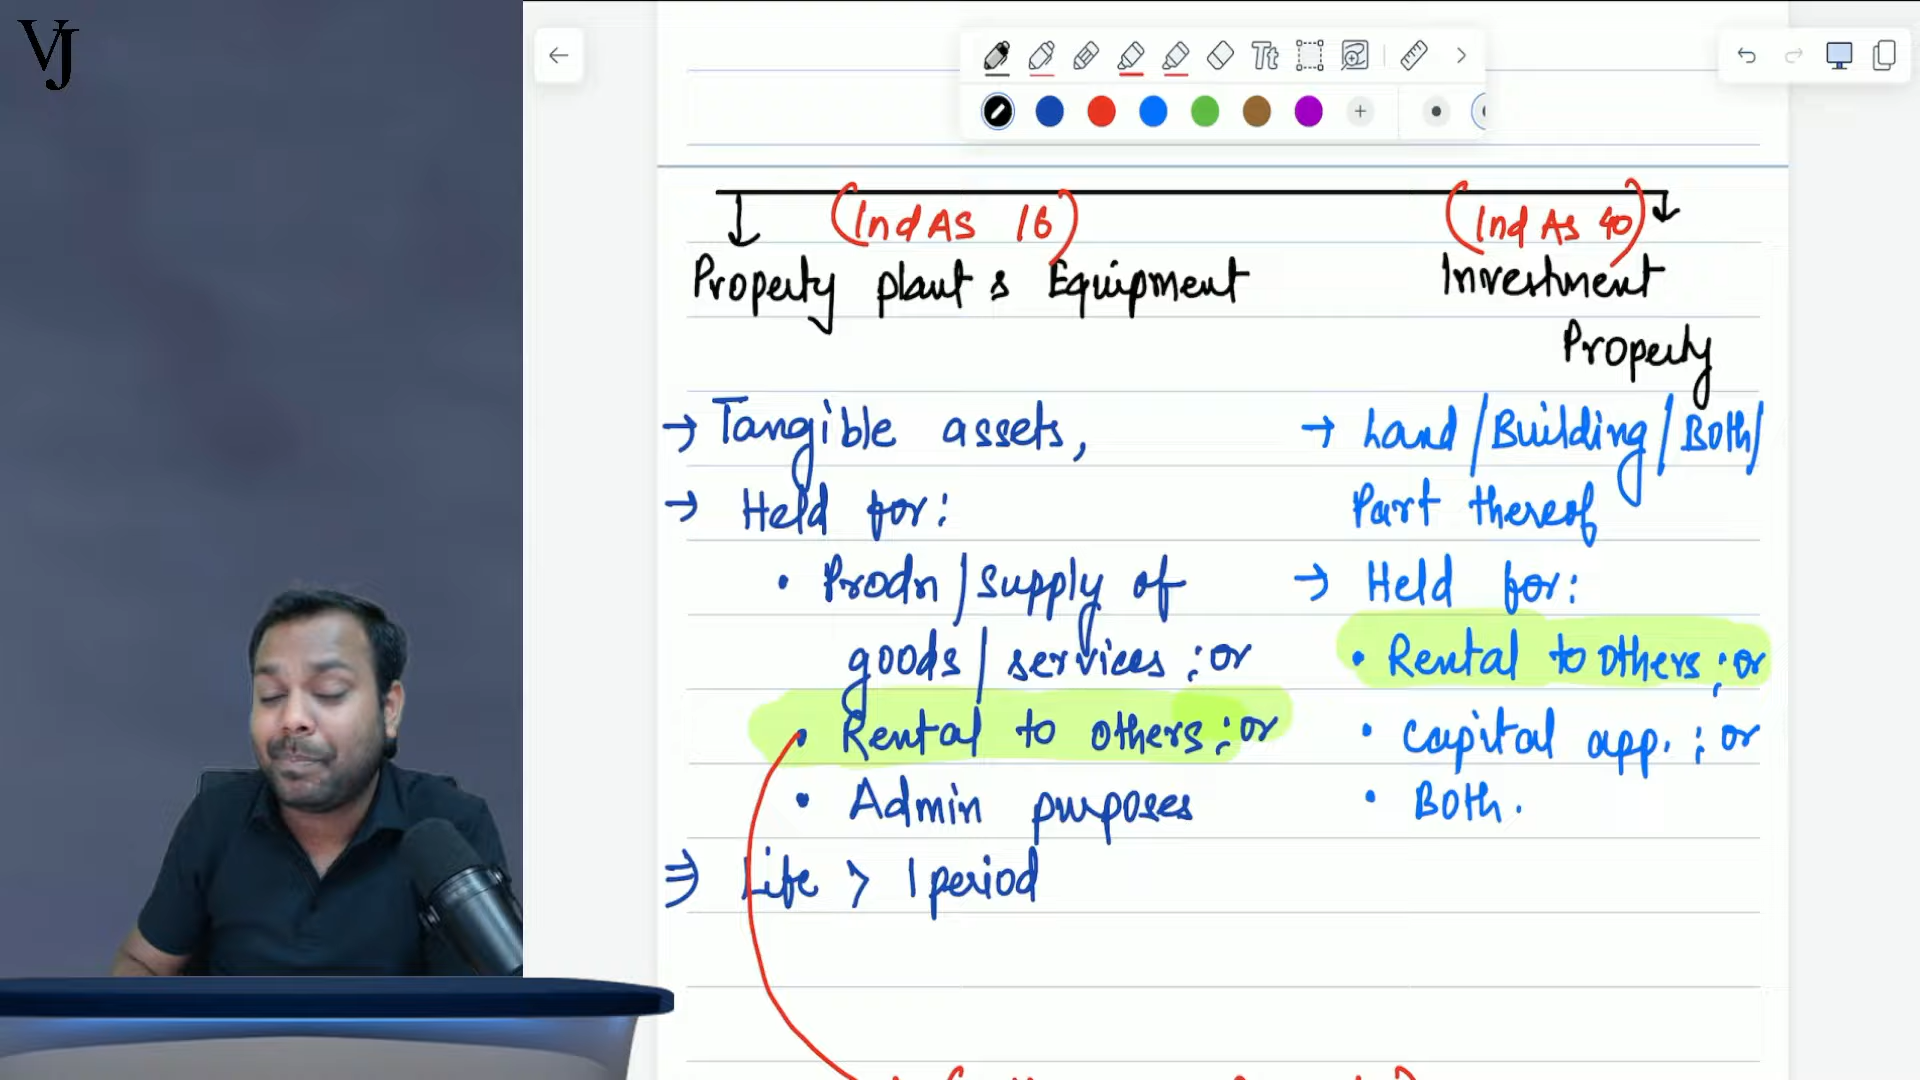 VJ
Tt
(Ind AS 16)
(Ind As 40)
Property plant & Equipment
Investment
Property
→ Tangible assets,
→ Held for:
• Prodn/supply of
goods/services ; or
• Rental to others ; or
• Admin purposes
⇒ Life > 1 period
→ Land/Building/Both/
Part thereof
→ Held for:
• Rental to others ; or
• Capital app. ; or
• Both.